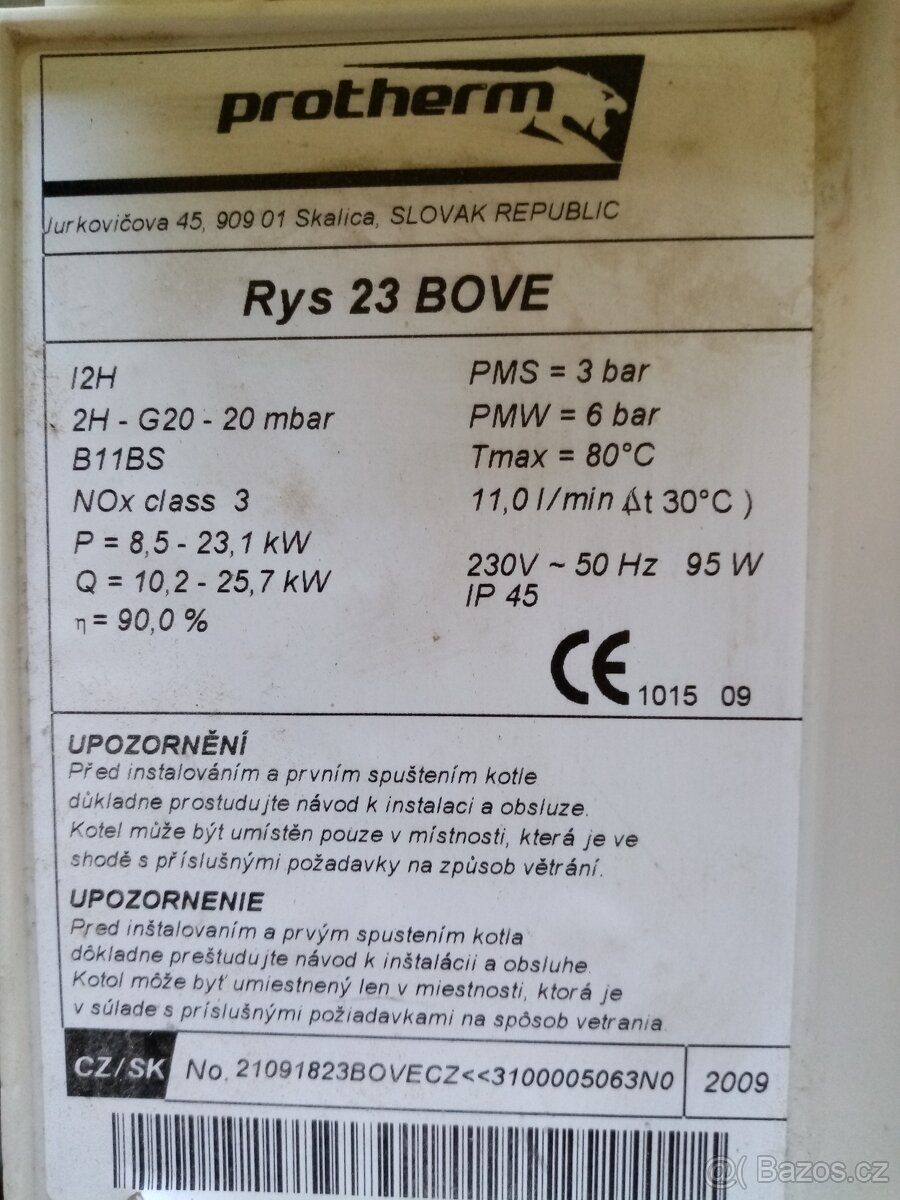 protherm
Jurkovičova 45, 909 01 Skalica, SLOVAK REPUBLIC
Rys 23 BOVE
I2H
2H - G20 - 20 mbar
B11BS
NOx class 3
P = 8,5 - 23,1 kW
Q = 10,2 - 25,7 kW
η = 90,0 %
PMS = 3 bar
PMW = 6 bar
Tmax = 80°C
11,0 l/min Δt 30°C )
230V ~ 50 Hz 95 W
IP 45
CE 1015 09
UPOZORNĚNÍ
Před instalováním a prvním spuštením kotle
důkladne prostudujte návod k instalaci a obsluze.
Kotel může být umístěn pouze v místnosti, která je ve
shodě s příslušnými požadavky na způsob větrání.
UPOZORNENIE
Pred inštalovaním a prvým spustením kotla
dôkladne preštudujte návod k inštalácii a obsluhe.
Kotol môže byť umiestnený len v miestnosti, ktorá je
v súlade s príslušnými požiadavkami na spôsob vetrania.
CZ/SK No. 21091823BOVECZ<<3100005063N0 2009
@( Bazos.cz